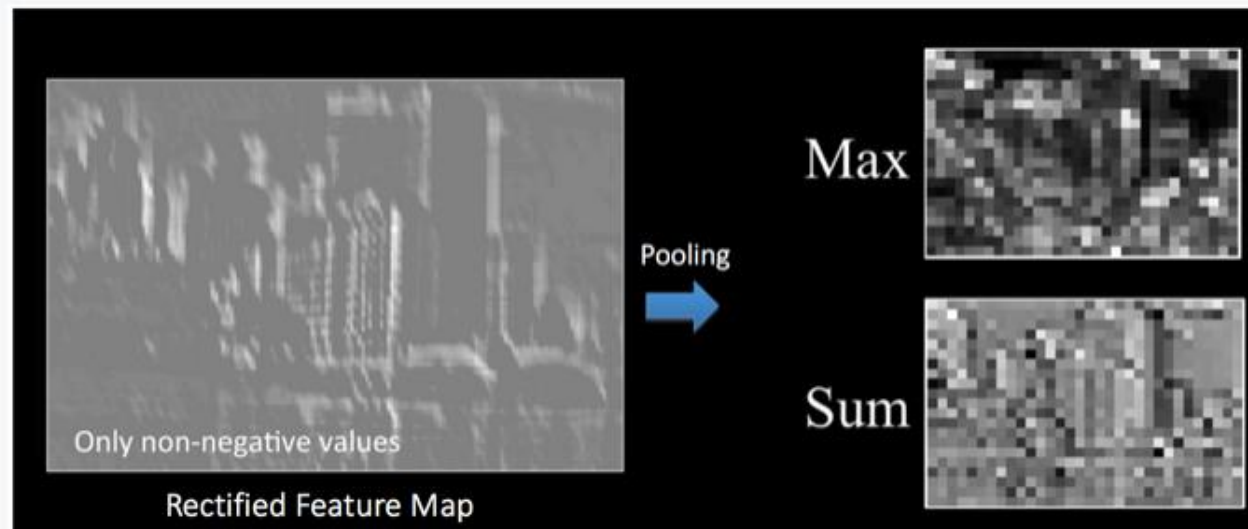 Only non-negative values
Rectified Feature Map
Pooling
Max
Sum